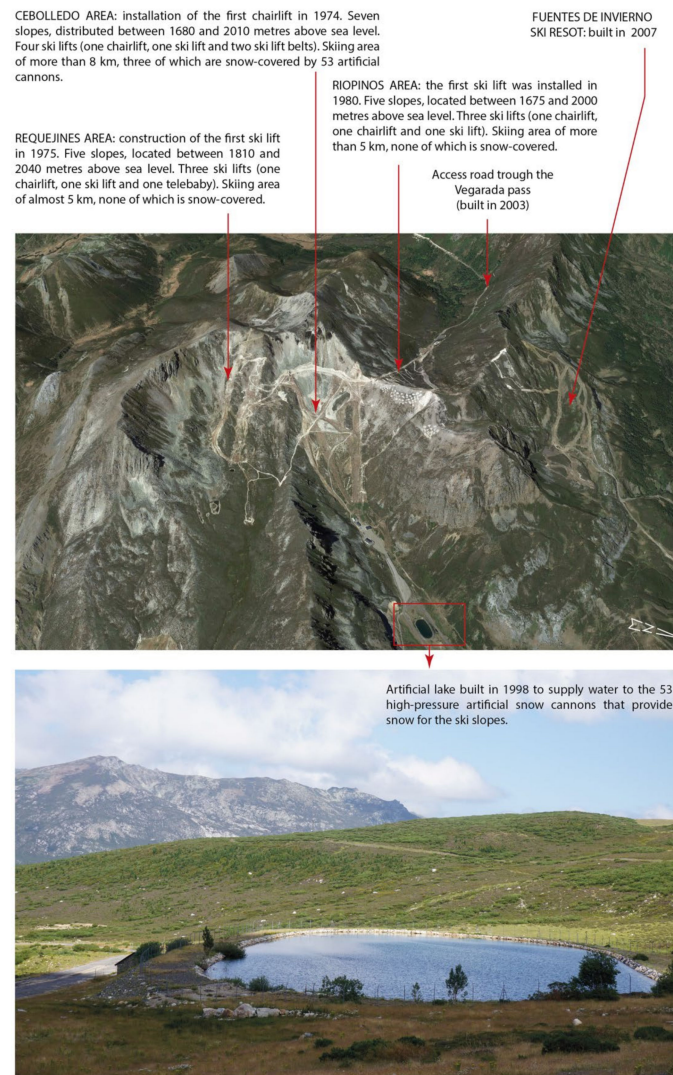 CEBOLLEDO AREA: installation of the first chairlift in 1974. Seven
slopes, distributed between 1680 and 2010 metres above sea level.
Four ski lifts (one chairlift, one ski lift and two ski lift belts). Skiing area
of more than 8 km, three of which are snow-covered by 53 artificial
cannons.
FUENTES DE INVIERNO
SKI RESOT: built in 2007
RIOPINOS AREA: the first ski lift was installed in
1980. Five slopes, located between 1675 and 2000
metres above sea level. Three ski lifts (one chairlift,
one chairlift and one ski lift). Skiing area of more
than 5 km, none of which is snow-covered.
REQUEJINES AREA: construction of the first ski lift
in 1975. Five slopes, located between 1810 and
2040 metres above sea level. Three ski lifts (one
chairlift, one ski lift and one telebaby). Skiing area
of almost 5 km, none of which is snow-covered.
Access road trough the
Vegarada pass
(built in 2003)
N
Artificial lake built in 1998 to supply water to the 53
high-pressure artificial snow cannons that provide
snow for the ski slopes.